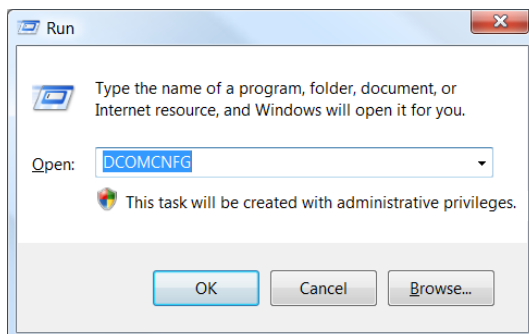 Run
Type the name of a program, folder, document, or
Internet resource, and Windows will open it for you.
Open: DCOMCNFG
This task will be created with administrative privileges.
OK Cancel Browse...